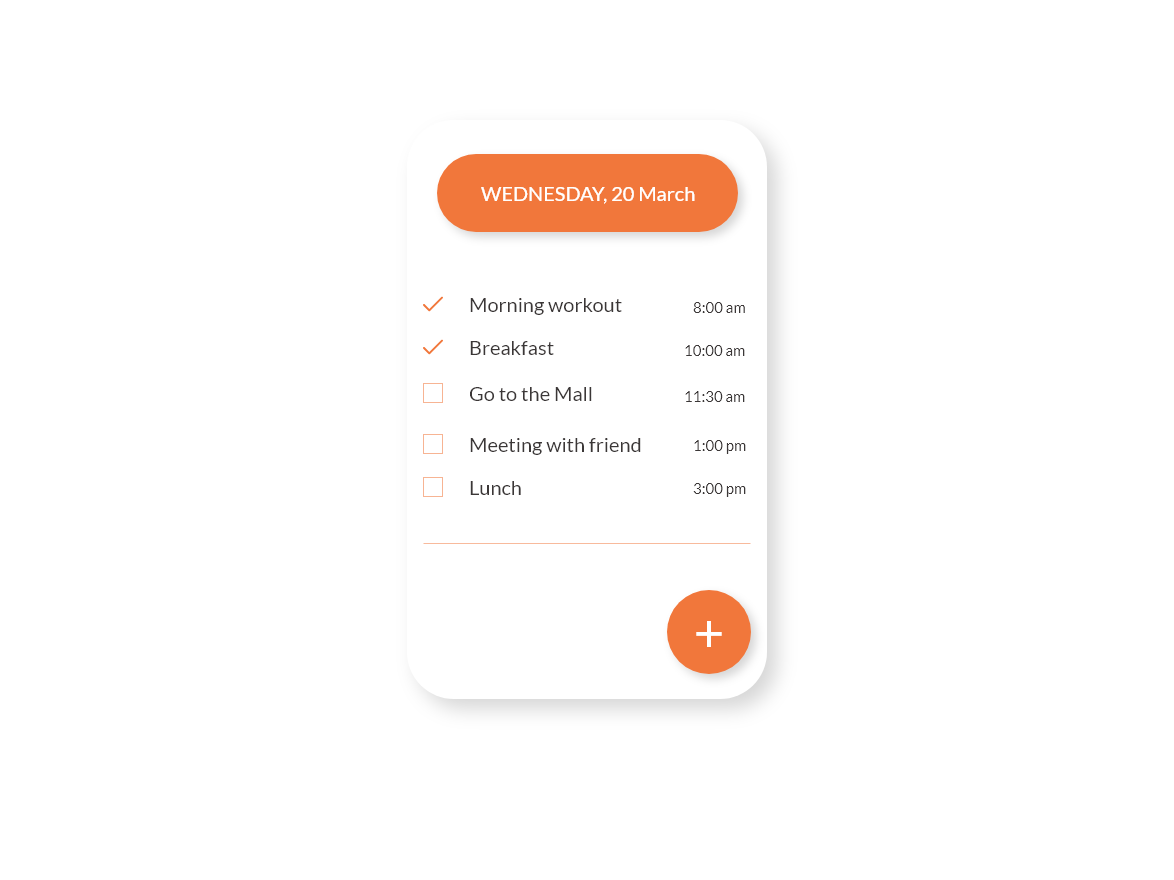 WEDNESDAY, 20 March
Morning workout 8:00 am
Breakfast 10:00 am
Go to the Mall 11:30 am
Meeting with friend 1:00 pm
Lunch 3:00 pm